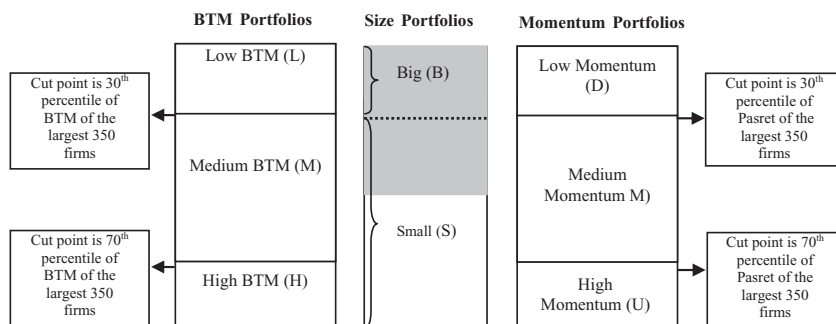 BTM Portfolios
Size Portfolios
Momentum Portfolios
Cut point is 30th
percentile of
BTM of the
largest 350
firms
Cut point is 70th
percentile of
BTM of the
largest 350
firms
Low BTM (L)
Medium BTM (M)
High BTM (H)
Big (B)
Small (S)
Low Momentum
(D)
Medium
Momentum M)
High
Momentum (U)
Cut point is 30th
percentile of
Pasret of the
largest 350
firms
Cut point is 70th
percentile of
Pasret of the
largest 350
firms